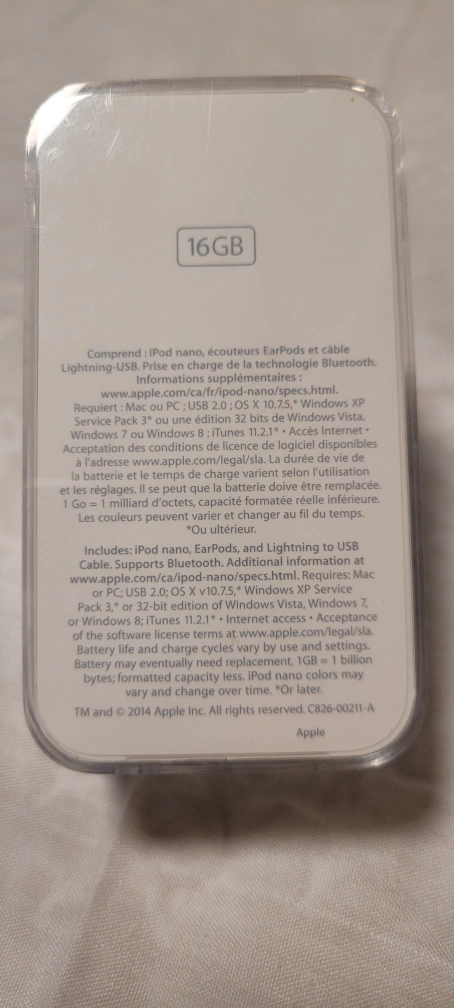 16GB
Comprend : iPod nano, écouteurs EarPods et câble
Lightning-USB. Prise en charge de la technologie Bluetooth.
Informations supplémentaires :
www.apple.com/ca/fr/ipod-nano/specs.html.
Requiert : Mac ou PC ; USB 2.0 ; OS X 10.7.5,* Windows XP
Service Pack 3* ou une édition 32 bits de Windows Vista,
Windows 7 ou Windows 8 ; iTunes 11.2.1* • Accès Internet •
Acceptation des conditions de licence de logiciel disponibles
à l'adresse www.apple.com/legal/sla. La durée de vie de
la batterie et le temps de charge varient selon l'utilisation
et les réglages. Il se peut que la batterie doive être remplacée.
1 Go = 1 milliard d'octets, capacité formatée réelle inférieure.
Les couleurs peuvent varier et changer au fil du temps.
*Ou ultérieur.
Includes: iPod nano, EarPods, and Lightning to USB
Cable. Supports Bluetooth. Additional information at
www.apple.com/ca/ipod-nano/specs.html. Requires: Mac
or PC; USB 2.0; OS X v10.7.5,* Windows XP Service
Pack 3,* or 32-bit edition of Windows Vista, Windows 7,
or Windows 8; iTunes 11.2.1* • Internet access • Acceptance
of the software license terms at www.apple.com/legal/sla.
Battery life and charge cycles vary by use and settings.
Battery may eventually need replacement. 1GB = 1 billion
bytes; formatted capacity less. iPod nano colors may
vary and change over time. *Or later.
TM and © 2014 Apple Inc. All rights reserved. C826-00211-A
Apple